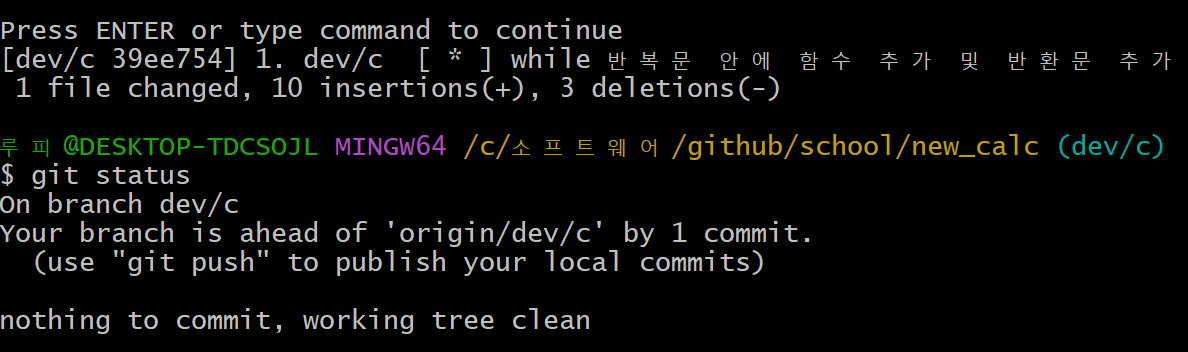 Press ENTER or type command to continue
[dev/c 39ee754] 1. dev/c  [ * ] while 반복문 안에 함수 추가 및 반환문 추가
 1 file changed, 10 insertions(+), 3 deletions(-)
루피@DESKTOP-TDCSOJL MINGW64 /c/소프트웨어/github/school/new_calc (dev/c)
$ git status
On branch dev/c
Your branch is ahead of 'origin/dev/c' by 1 commit.
  (use "git push" to publish your local commits)
nothing to commit, working tree clean